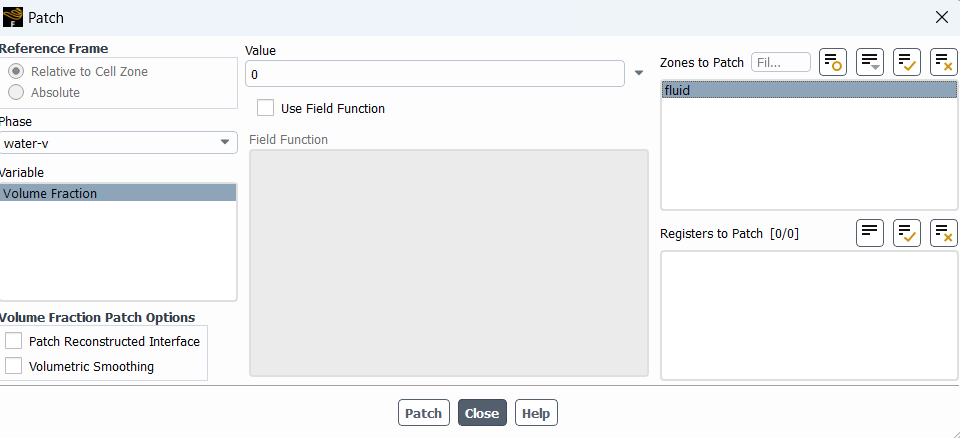 Patch
Reference Frame
Relative to Cell Zone
Absolute
Phase
water-v
Variable
Volume Fraction
Volume Fraction Patch Options
Patch Reconstructed Interface
Volumetric Smoothing
Value
0
Use Field Function
Field Function
Zones to Patch Fil...
fluid
Registers to Patch [0/0]
Patch Close Help